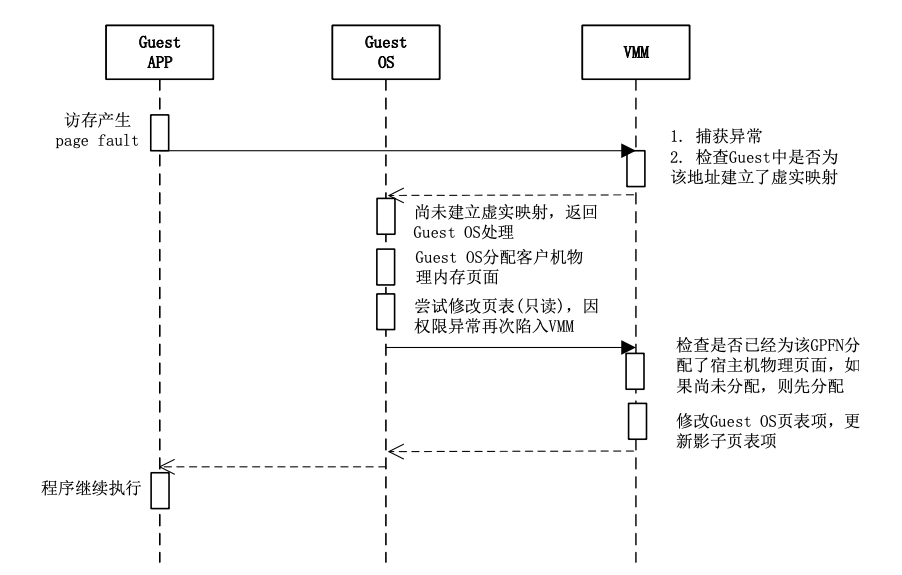 Guest
APP
Guest
OS
VMM
访存产生
page fault
1. 捕获异常
2. 检查Guest中是否为
该地址建立了虚实映射
尚未建立虚实映射，返回
Guest OS处理
Guest OS分配客户机物
理内存页面
尝试修改页表(只读)，因
权限异常再次陷入VMM
检查是否已经为该GPFN分
配了宿主机物理页面，如
果尚未分配，则先分配
修改Guest OS页表项，更
新影子页表项
程序继续执行